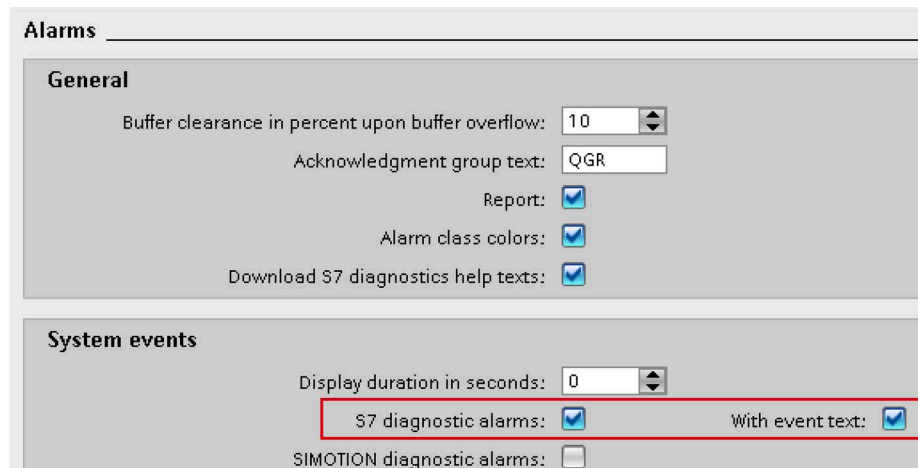 Alarms
General
Buffer clearance in percent upon buffer overflow: 10
Acknowledgment group text: QGR
Report:
Alarm class colors:
Download S7 diagnostics help texts:
System events
Display duration in seconds: 0
S7 diagnostic alarms: With event text:
SIMOTION diagnostic alarms: